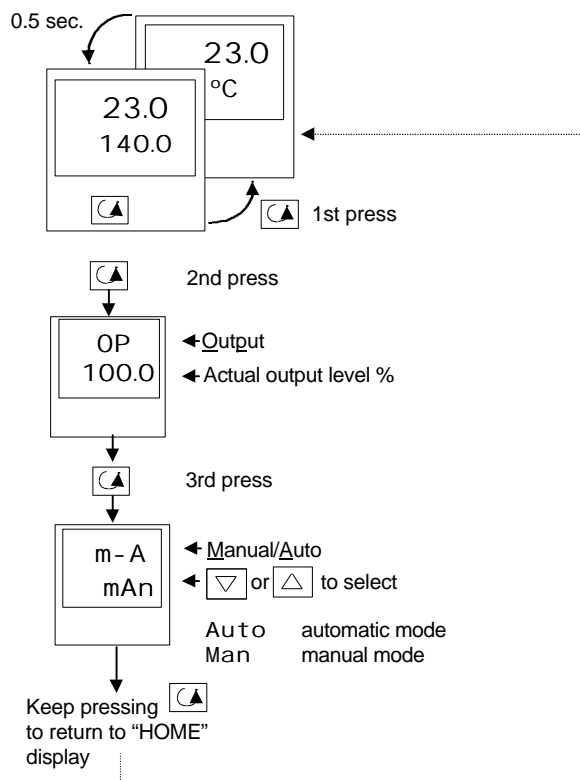 0.5 sec.
23.0
ºC
23.0
140.0
1st press
2nd press
OP
100.0
Output
Actual output level %
3rd press
m-A
mAn
Manual/Auto
or to select
Auto automatic mode
Man manual mode
Keep pressing
to return to “HOME”
display